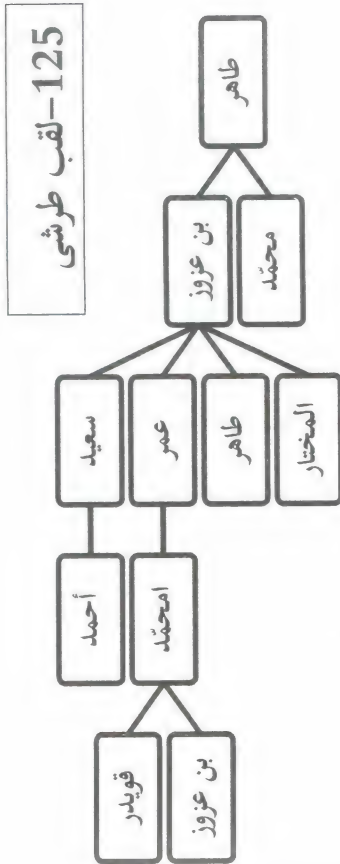 125-لقب طرشي
طاهر
محمّد
بن عزوز
المختار
طاهر
عمر
سعيد
امحمّد
أحمد
بن عزوز
قويدر